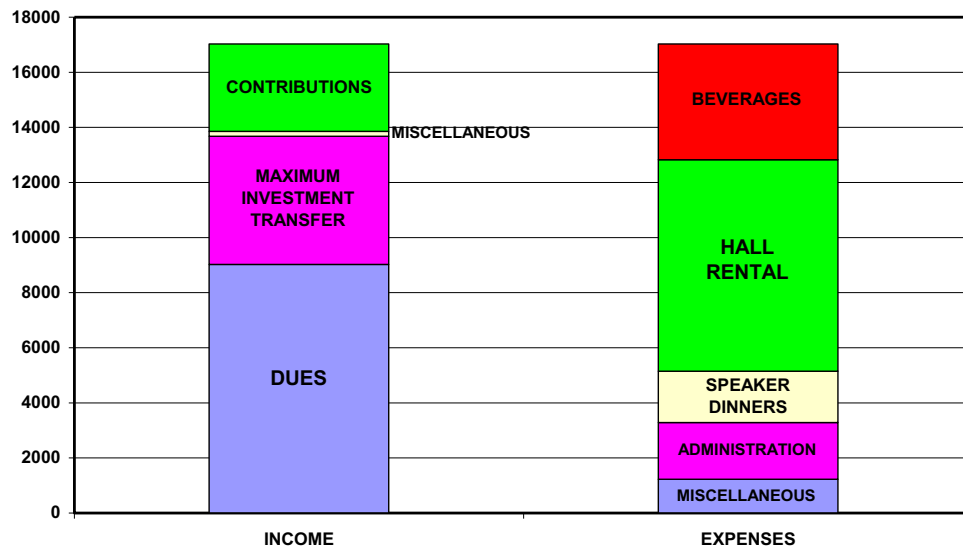 18000
16000
14000
12000
10000
8000
6000
4000
2000
0
CONTRIBUTIONS
MISCELLANEOUS
MAXIMUM
INVESTMENT
TRANSFER
DUES
BEVERAGES
HALL
RENTAL
SPEAKER
DINNERS
ADMINISTRATION
MISCELLANEOUS
INCOME
EXPENSES